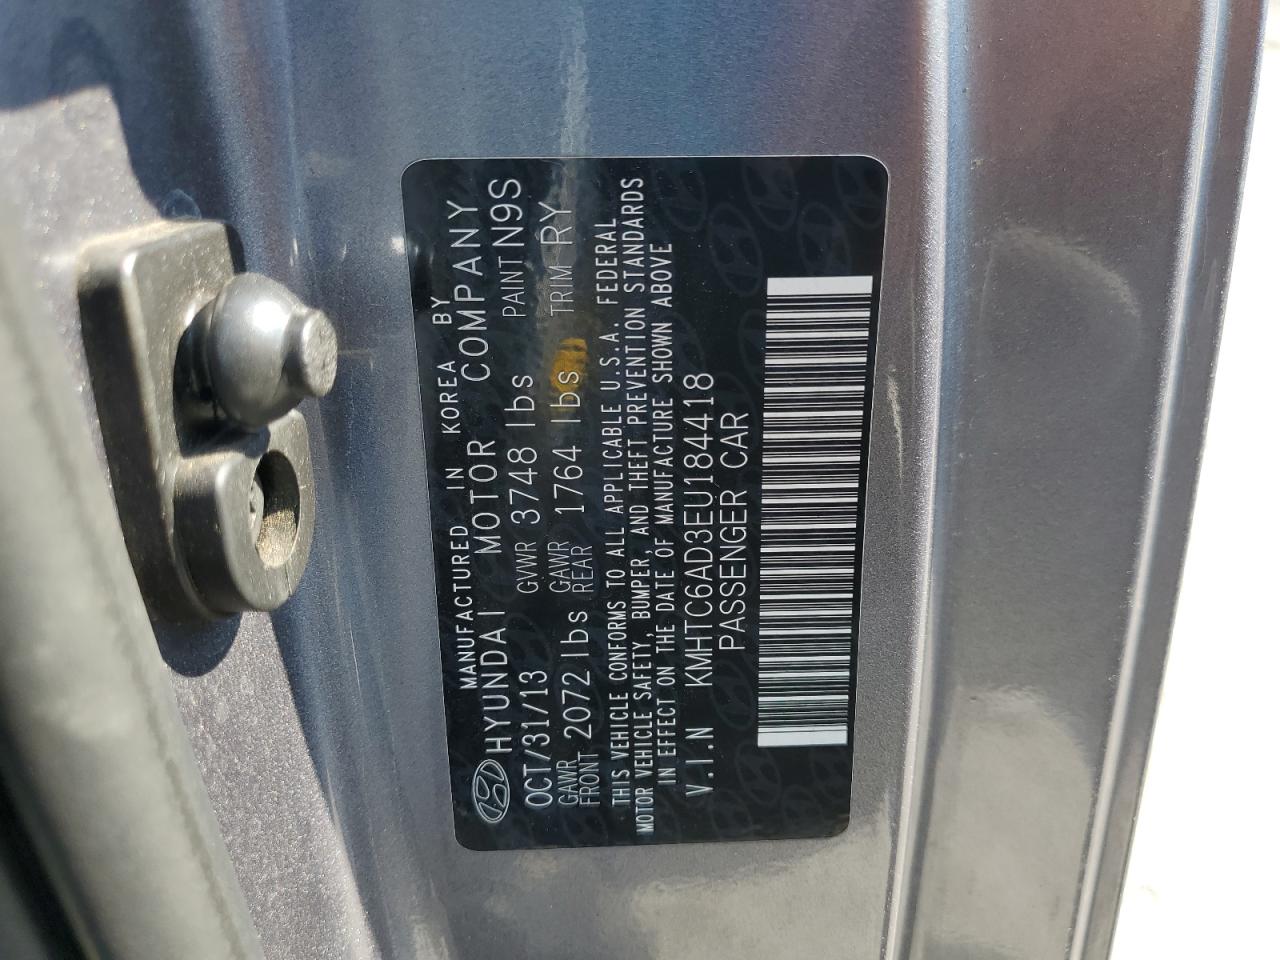 MANUFACTURED IN KOREA BY
HYUNDAI MOTOR COMPANY
OCT/31/13 GVWR 3748 lbs PAINT N9S
GAWR FRONT 2072 lbs GAWR REAR 1764 lbs TRIM RY
THIS VEHICLE CONFORMS TO ALL APPLICABLE U.S.A. FEDERAL
MOTOR VEHICLE SAFETY, BUMPER, AND THEFT PREVENTION STANDARDS
IN EFFECT ON THE DATE OF MANUFACTURE SHOWN ABOVE
V.I.N KMHTC6AD3EU184418
PASSENGER CAR